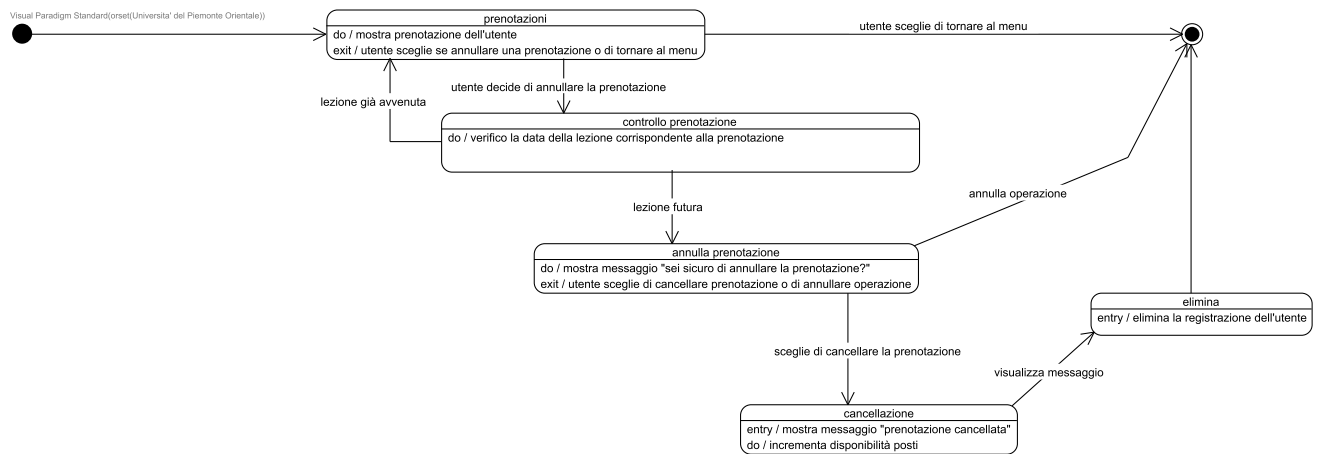 Visual Paradigm Standard(orset(Universita' del Piemonte Orientale))
prenotazioni
do / mostra prenotazione dell'utente
exit / utente sceglie se annullare una prenotazione o di tornare al menu
utente sceglie di tornare al menu
utente decide di annullare la prenotazione
lezione già avvenuta
controllo prenotazione
do / verifico la data della lezione corrispondente alla prenotazione
annulla operazione
lezione futura
annulla prenotazione
do / mostra messaggio "sei sicuro di annullare la prenotazione?"
exit / utente sceglie di cancellare prenotazione o di annullare operazione
elimina
entry / elimina la registrazione dell'utente
sceglie di cancellare la prenotazione
visualizza messaggio
cancellazione
entry / mostra messaggio "prenotazione cancellata"
do / incrementa disponibilità posti